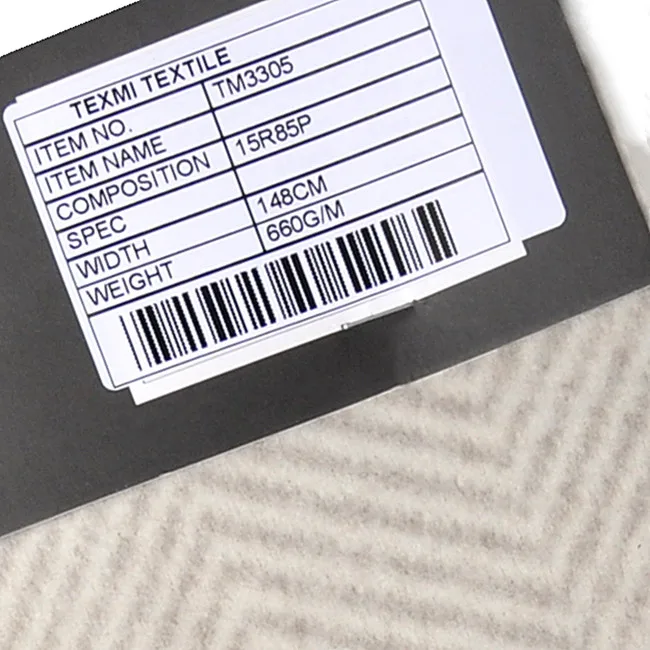 TEXMI TEXTILE
ITEM NO. TM3305
ITEM NAME
COMPOSITION 15R85P
SPEC
WIDTH 148CM
WEIGHT 660G/M